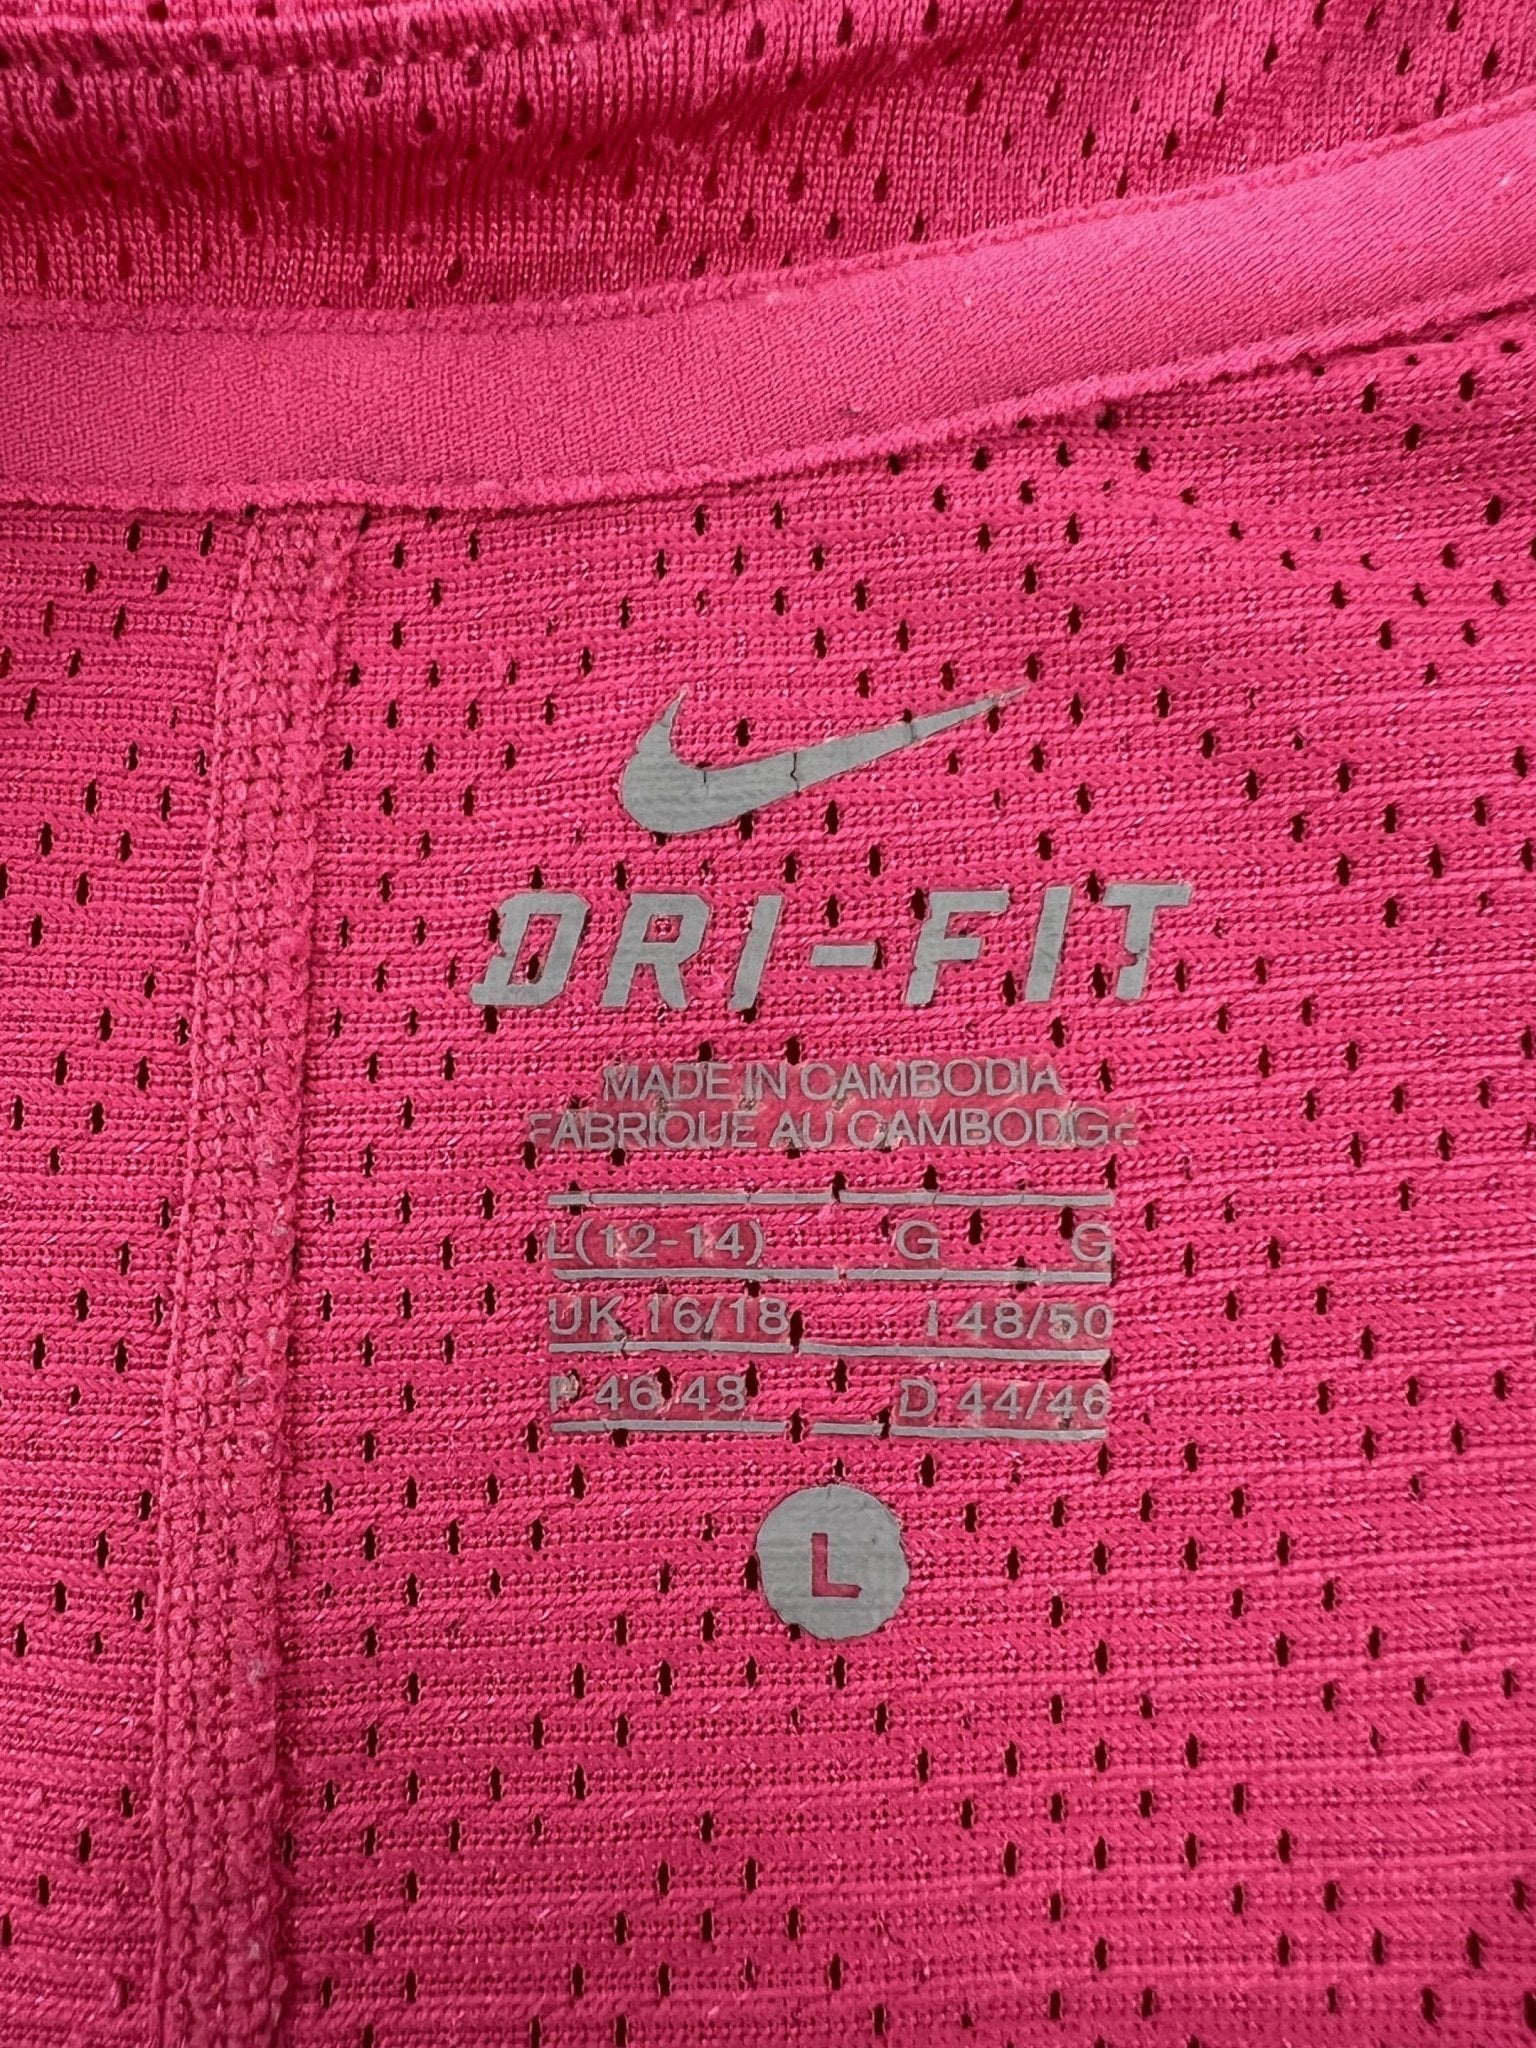 DRI-FIT
MADE IN CAMBODIA
FABRIQUE AU CAMBODGE
L(12-14) G G
UK 16/18 I 48/50
F 46/48 D 44/46
L